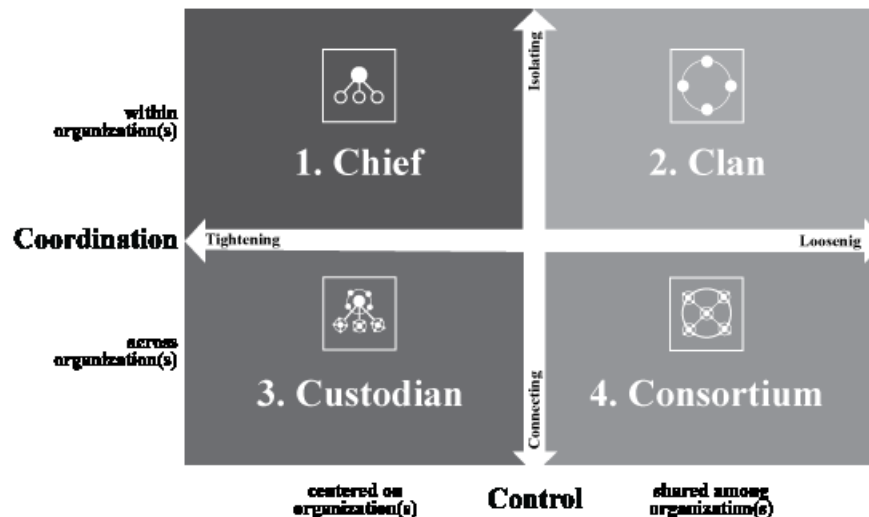 Isolating
within
organization(s)
1. Chief
2. Clan
Coordination
Tightening
Loosenig
across
organization(s)
3. Custodian
4. Consortium
Connecting
centered on
organization(s)
Control
shared among
organization(s)